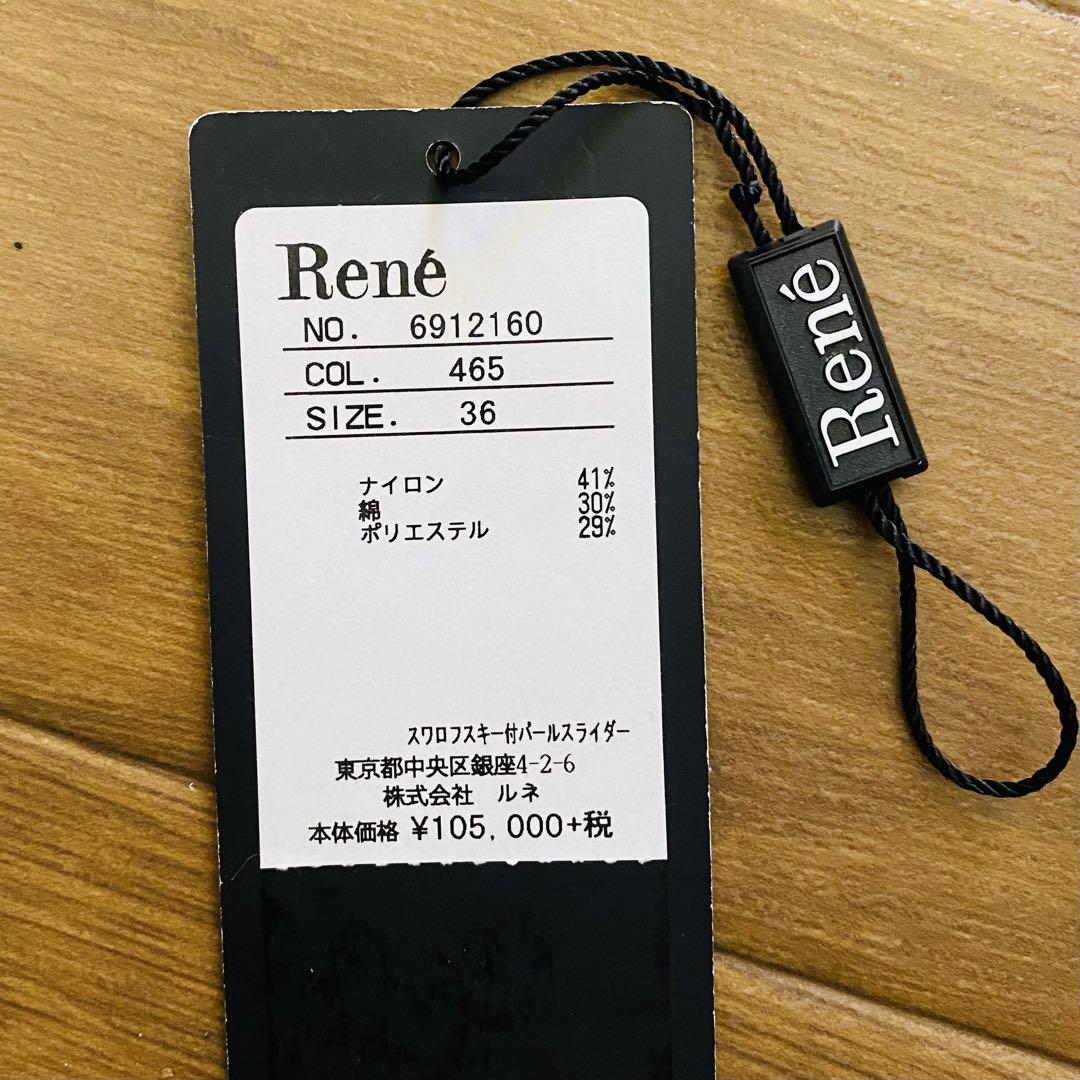 René
NO. 6912160
COL. 465
SIZE. 36
ナイロン 41%
綿 30%
ポリエステル 29%
スワロフスキー付パールスライダー
東京都中央区銀座4-2-6
株式会社 ルネ
本体価格 ¥105,000+税
René